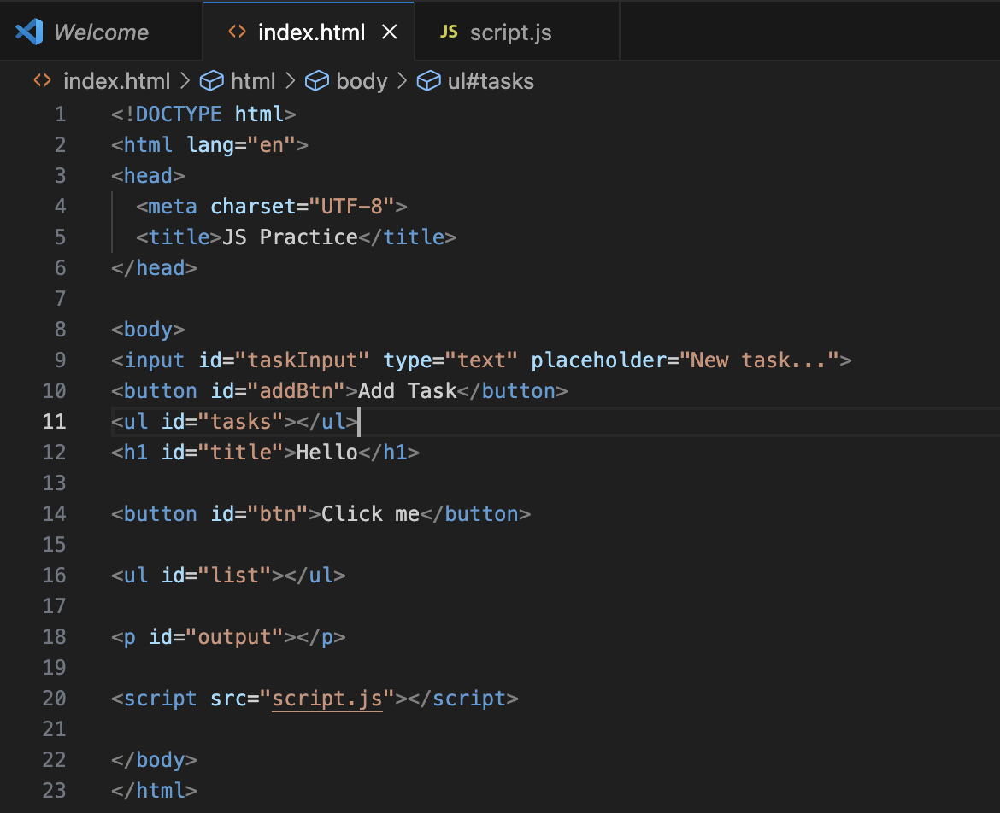 Welcome
<> index.html ×
JS script.js
<> index.html > html > body > ul#tasks
1 <!DOCTYPE html>
2 <html lang="en">
3 <head>
4   <meta charset="UTF-8">
5   <title>JS Practice</title>
6 </head>
7
8 <body>
9 <input id="taskInput" type="text" placeholder="New task...">
10 <button id="addBtn">Add Task</button>
11 <ul id="tasks"></ul>
12 <h1 id="title">Hello</h1>
13
14 <button id="btn">Click me</button>
15
16 <ul id="list"></ul>
17
18 <p id="output"></p>
19
20 <script src="script.js"></script>
21
22 </body>
23 </html>